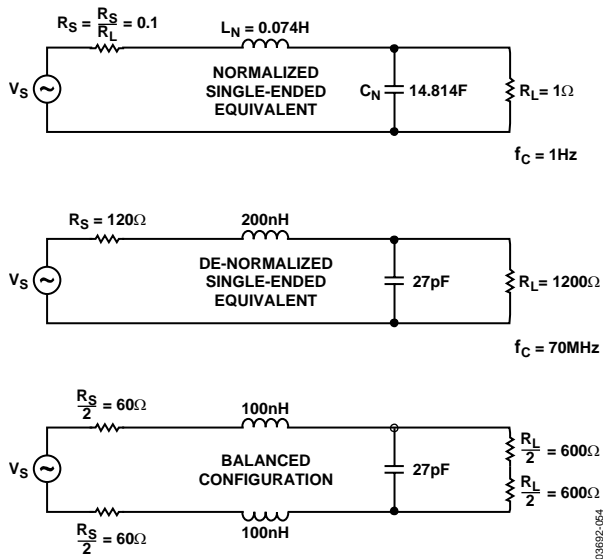 R_S = R_S/R_L = 0.1
L_N = 0.074H
V_S
NORMALIZED
SINGLE-ENDED
EQUIVALENT
C_N
14.814F
R_L = 1Ω
f_C = 1Hz
R_S = 120Ω
200nH
V_S
DE-NORMALIZED
SINGLE-ENDED
EQUIVALENT
27pF
R_L = 1200Ω
f_C = 70MHz
R_S/2 = 60Ω
100nH
V_S
BALANCED
CONFIGURATION
27pF
R_L/2 = 600Ω
R_L/2 = 600Ω
R_S/2 = 60Ω
100nH
03692-054